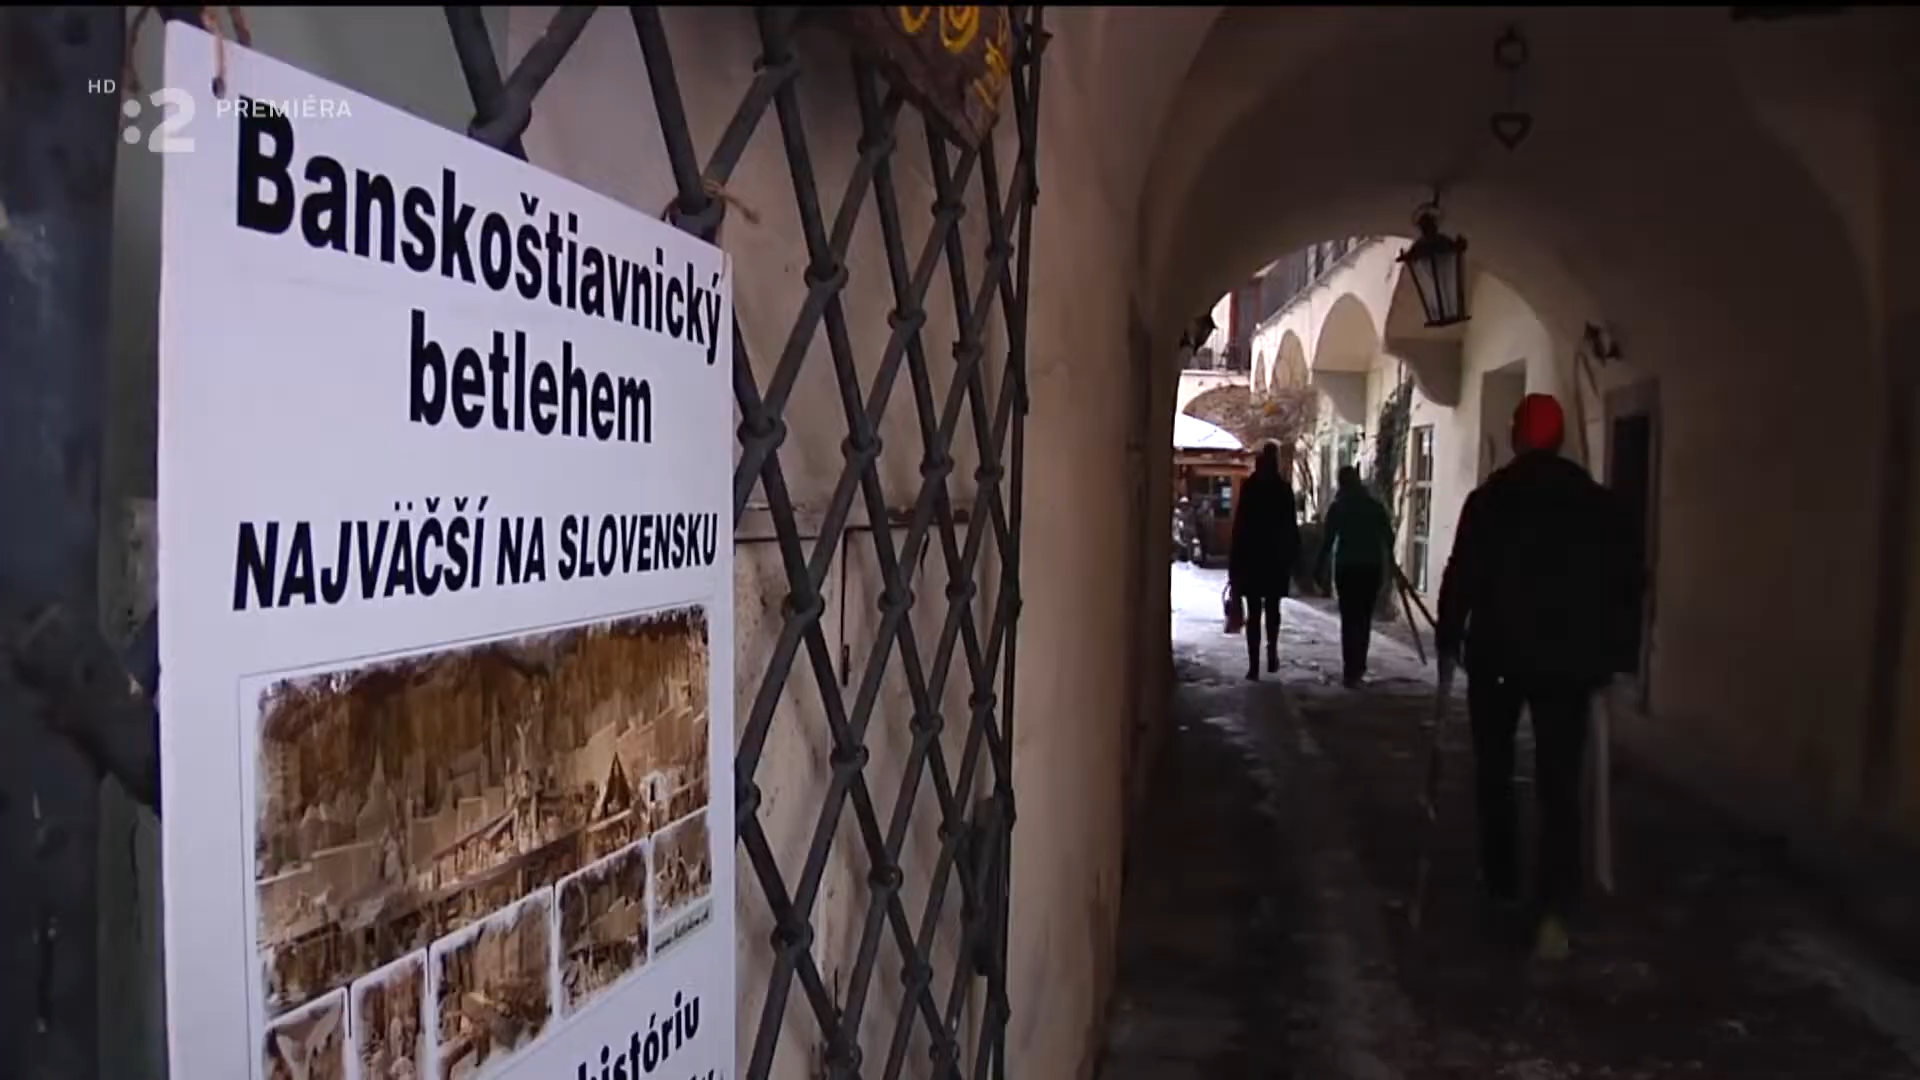 HD
:2 PREMIÉRA
Banskoštiavnický
betlehem
NAJVÄČŠÍ NA SLOVENSKU
históriu